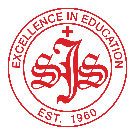 EXCELLENCE IN EDUCATION
SJS
EST. 1960